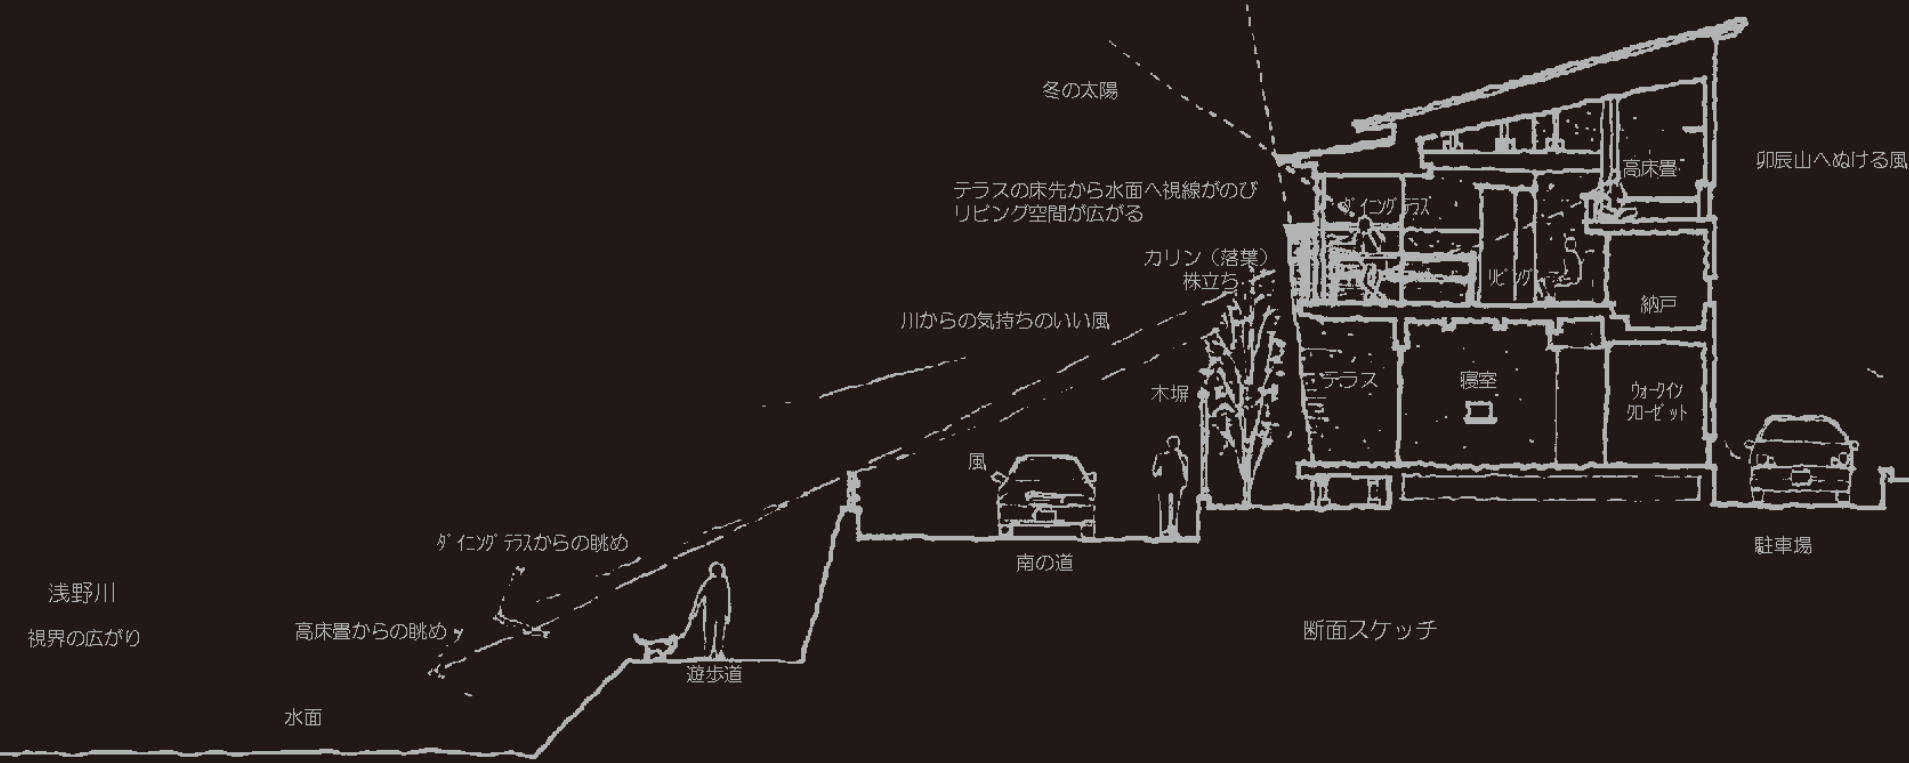 冬の太陽
卯辰山へぬける風
高床畳
テラスの床先から水面へ視線がのび
リビング空間が広がる
ダイニングテラス
カリン（落葉）
株立ち
リビング
納戸
川からの気持ちのいい風
テラス
寝室
木塀
ウォークイン
クローゼット
風
ダイニングテラスからの眺め
南の道
駐車場
浅野川
視界の広がり
高床畳からの眺め
断面スケッチ
遊歩道
水面